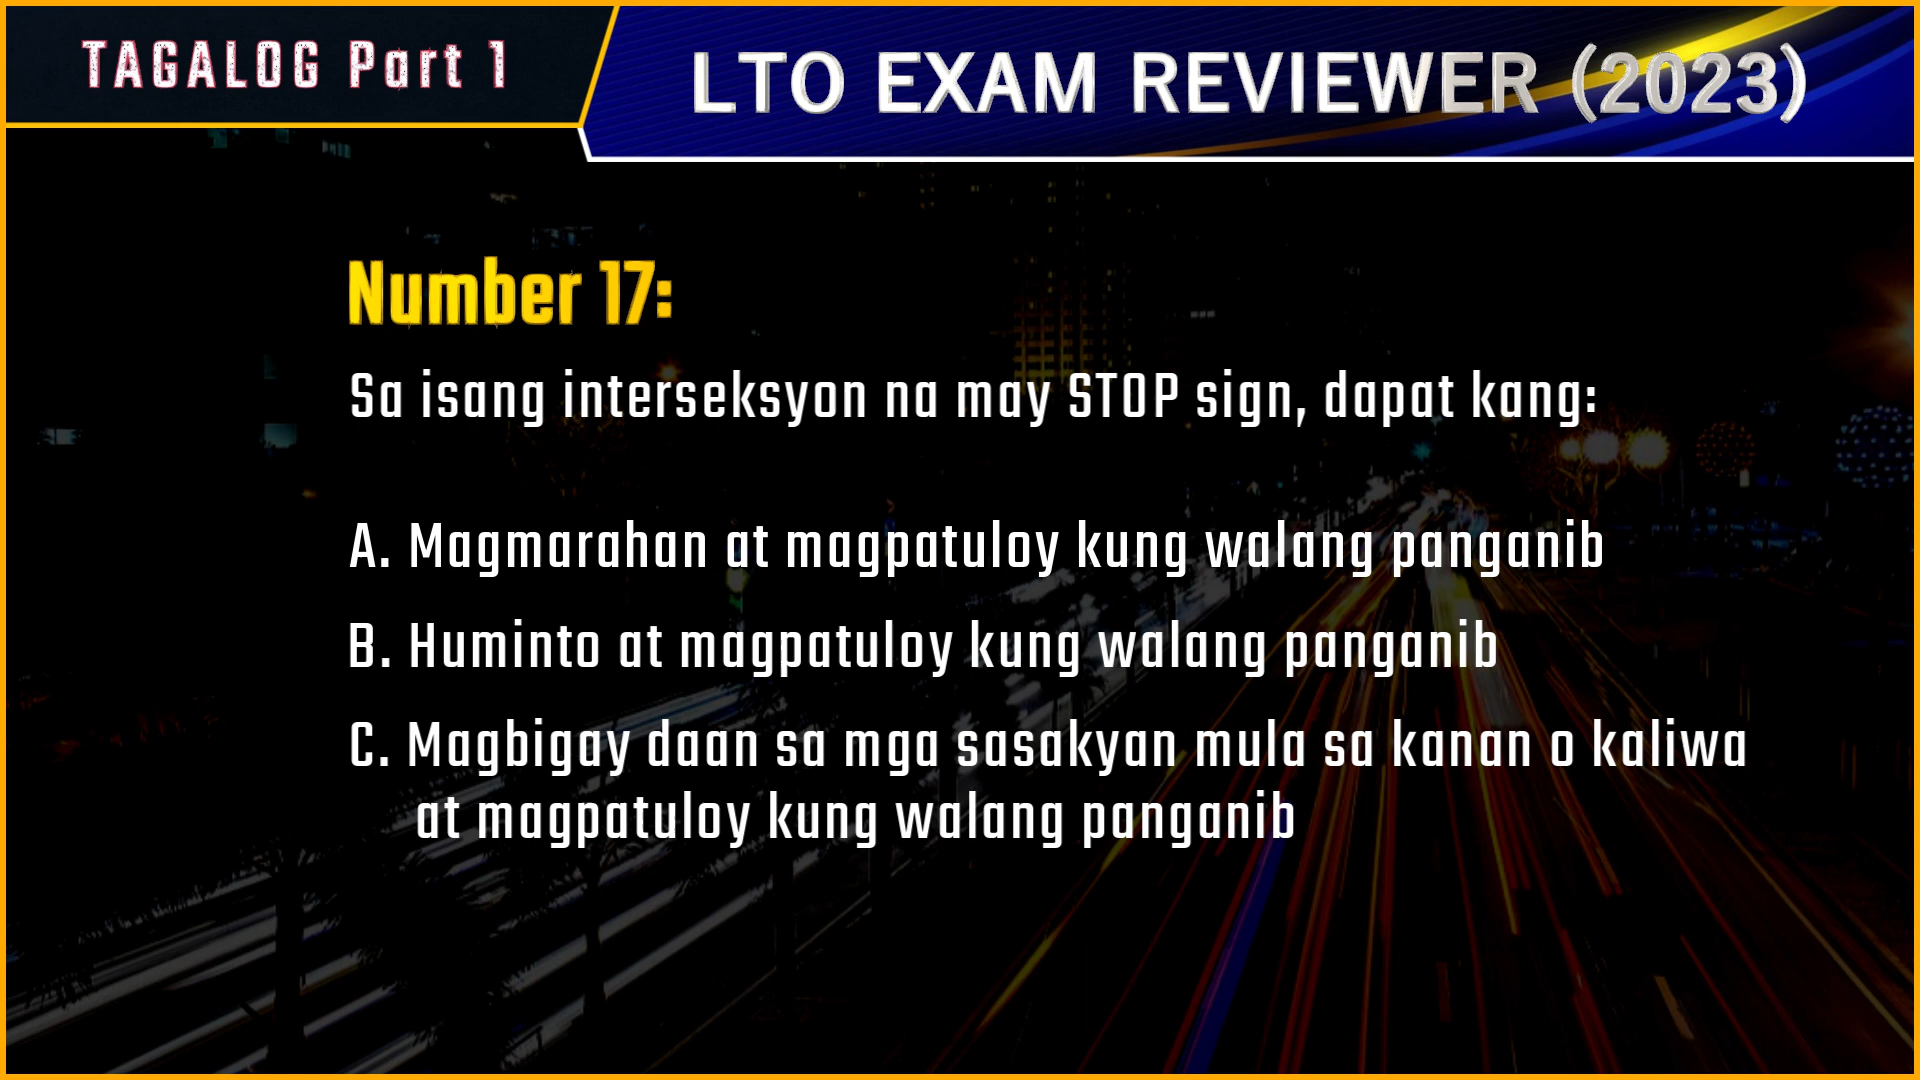 TAGALOG Part 1
LTO EXAM REVIEWER (2023)
Number 17:
Sa isang interseksyon na may STOP sign, dapat kang:
A. Magmarahan at magpatuloy kung walang panganib
B. Huminto at magpatuloy kung walang panganib
C. Magbigay daan sa mga sasakyan mula sa kanan o kaliwa
at magpatuloy kung walang panganib